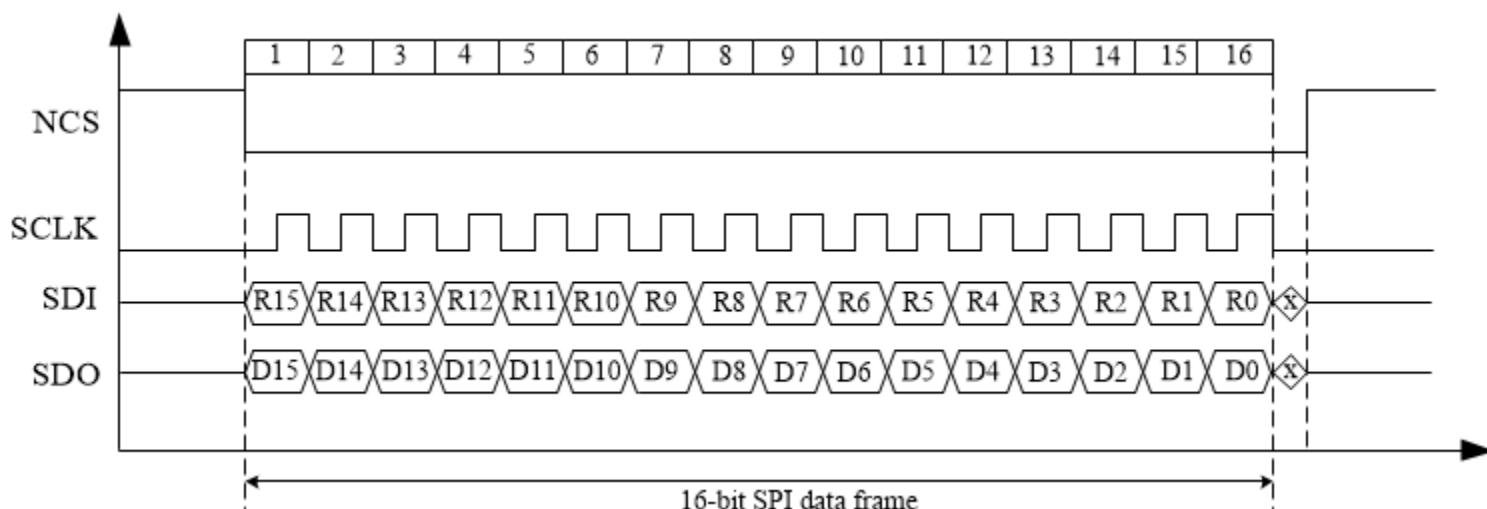 1 2 3 4 5 6 7 8 9 10 11 12 13 14 15 16
NCS
SCLK
SDI R15 R14 R13 R12 R11 R10 R9 R8 R7 R6 R5 R4 R3 R2 R1 R0 x
SDO D15 D14 D13 D12 D11 D10 D9 D8 D7 D6 D5 D4 D3 D2 D1 D0 x
16-bit SPI data frame